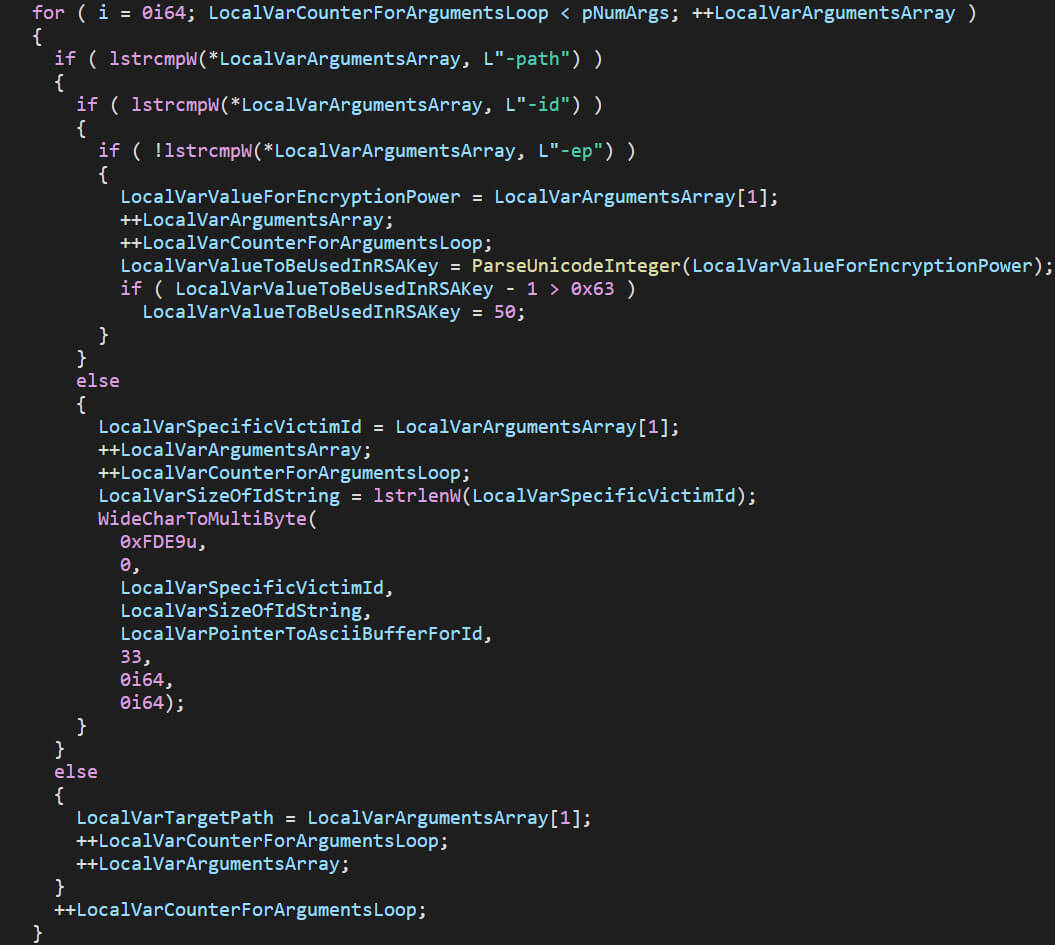 for ( i = 0i64; LocalVarCounterForArgumentsLoop < pNumArgs; ++LocalVarArgumentsArray )
{
  if ( lstrcmpW(*LocalVarArgumentsArray, L"-path") )
  {
    if ( lstrcmpW(*LocalVarArgumentsArray, L"-id") )
    {
      if ( !lstrcmpW(*LocalVarArgumentsArray, L"-ep") )
      {
        LocalVarValueForEncryptionPower = LocalVarArgumentsArray[1];
        ++LocalVarArgumentsArray;
        ++LocalVarCounterForArgumentsLoop;
        LocalVarValueToBeUsedInRSAKey = ParseUnicodeInteger(LocalVarValueForEncryptionPower);
        if ( LocalVarValueToBeUsedInRSAKey - 1 > 0x63 )
          LocalVarValueToBeUsedInRSAKey = 50;
      }
    }
    else
    {
      LocalVarSpecificVictimId = LocalVarArgumentsArray[1];
      ++LocalVarArgumentsArray;
      ++LocalVarCounterForArgumentsLoop;
      LocalVarSizeOfIdString = lstrlenW(LocalVarSpecificVictimId);
      WideCharToMultiByte(
        0xFDE9u,
        0,
        LocalVarSpecificVictimId,
        LocalVarSizeOfIdString,
        LocalVarPointerToAsciiBufferForId,
        33,
        0i64,
        0i64);
    }
  }
  else
  {
    LocalVarTargetPath = LocalVarArgumentsArray[1];
    ++LocalVarCounterForArgumentsLoop;
    ++LocalVarArgumentsArray;
  }
  ++LocalVarCounterForArgumentsLoop;
}